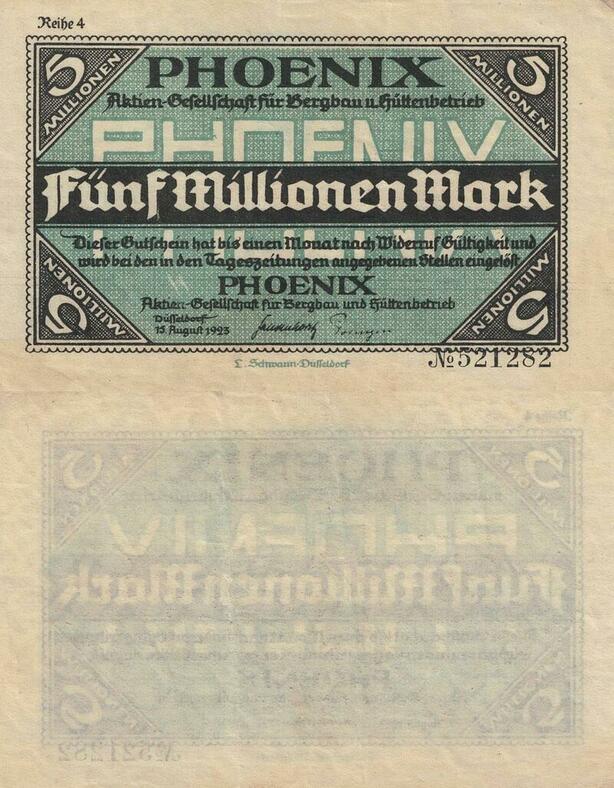 Reihe 4
5 MILLIONEN
5 MILLIONEN
PHOENIX
Aktien-Gesellschaft für Bergbau u. Hüttenbetrieb
PHOENIX
Fünf Millionen Mark
Dieser Gutschein hat bis einen Monat nach Widerruf Gültigkeit und
wird bei den in den Tageszeitungen angegebenen Stellen eingelöst
PHOENIX
Aktien-Gesellschaft für Bergbau und Hüttenbetrieb
Düsseldorf
15 August 1923
5 MILLIONEN
5 MILLIONEN
L. Schwann-Düsseldorf
№521282